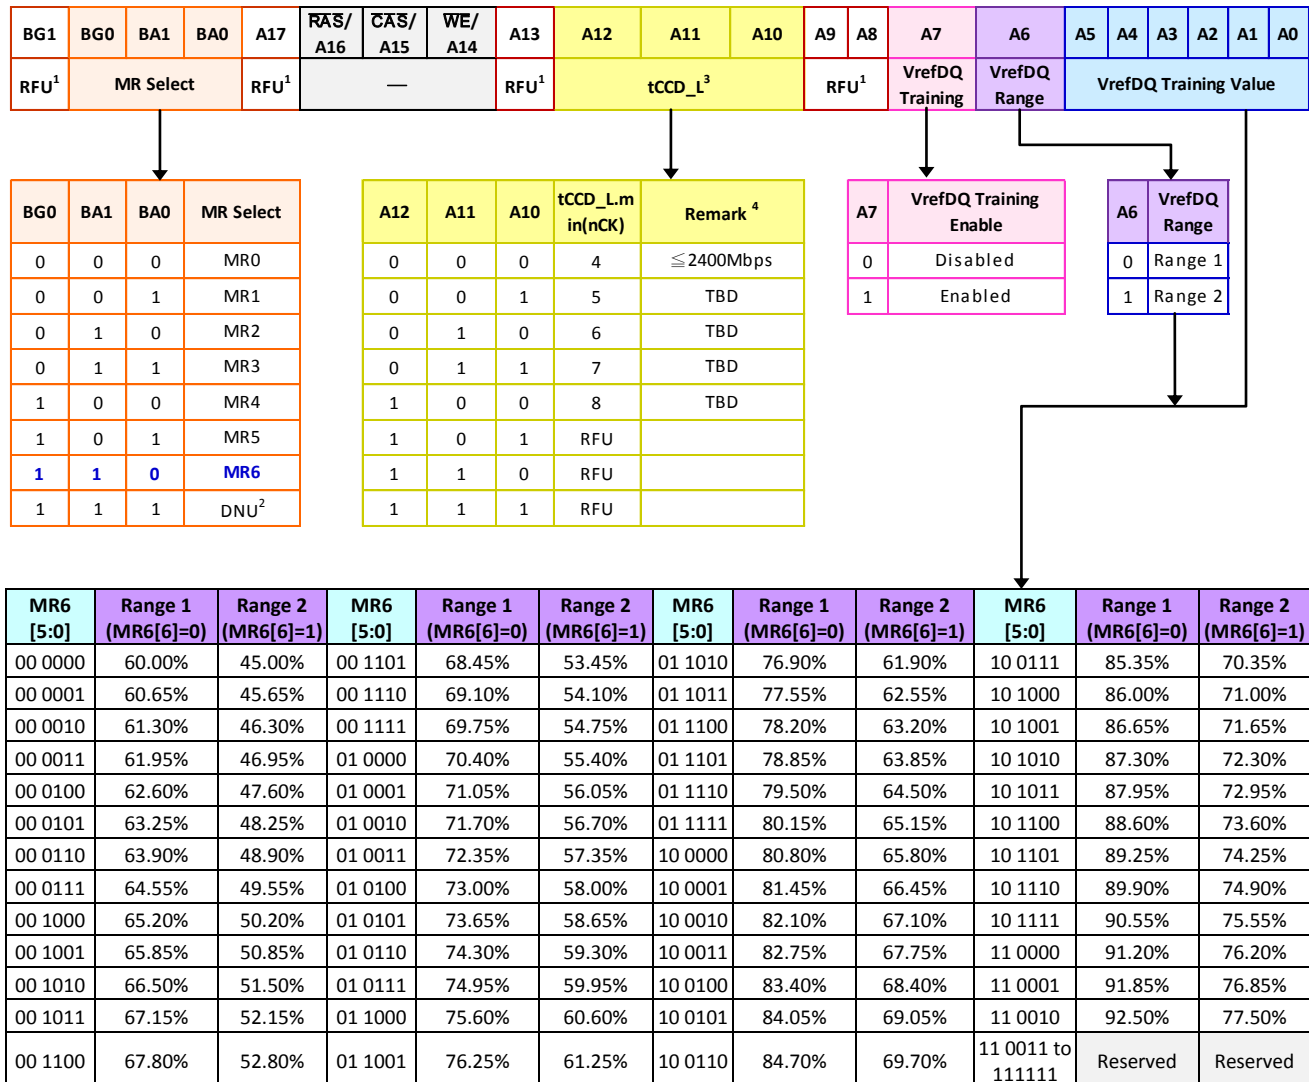 BG1 BG0 BA1 BA0 A17 RAS/ A16 CAS/ A15 WE/ A14 A13 A12 A11 A10 A9 A8 A7 A6 A5 A4 A3 A2 A1 A0
RFU1 MR Select RFU1 — RFU1 tCCD_L3 RFU1 VrefDQ Training VrefDQ Range VrefDQ Training Value
BG0 BA1 BA0 MR Select
0 0 0 MR0
0 0 1 MR1
0 1 0 MR2
0 1 1 MR3
1 0 0 MR4
1 0 1 MR5
1 1 0 MR6
1 1 1 DNU2
A12 A11 A10 tCCD_L.min(nCK) Remark 4
0 0 0 4 ≦2400Mbps
0 0 1 5 TBD
0 1 0 6 TBD
0 1 1 7 TBD
1 0 0 8 TBD
1 0 1 RFU
1 1 0 RFU
1 1 1 RFU
A7 VrefDQ Training Enable
0 Disabled
1 Enabled
A6 VrefDQ Range
0 Range 1
1 Range 2
MR6 [5:0] Range 1 (MR6[6]=0) Range 2 (MR6[6]=1) MR6 [5:0] Range 1 (MR6[6]=0) Range 2 (MR6[6]=1) MR6 [5:0] Range 1 (MR6[6]=0) Range 2 (MR6[6]=1) MR6 [5:0] Range 1 (MR6[6]=0) Range 2 (MR6[6]=1)
00 0000 60.00% 45.00% 00 1101 68.45% 53.45% 01 1010 76.90% 61.90% 10 0111 85.35% 70.35%
00 0001 60.65% 45.65% 00 1110 69.10% 54.10% 01 1011 77.55% 62.55% 10 1000 86.00% 71.00%
00 0010 61.30% 46.30% 00 1111 69.75% 54.75% 01 1100 78.20% 63.20% 10 1001 86.65% 71.65%
00 0011 61.95% 46.95% 01 0000 70.40% 55.40% 01 1101 78.85% 63.85% 10 1010 87.30% 72.30%
00 0100 62.60% 47.60% 01 0001 71.05% 56.05% 01 1110 79.50% 64.50% 10 1011 87.95% 72.95%
00 0101 63.25% 48.25% 01 0010 71.70% 56.70% 01 1111 80.15% 65.15% 10 1100 88.60% 73.60%
00 0110 63.90% 48.90% 01 0011 72.35% 57.35% 10 0000 80.80% 65.80% 10 1101 89.25% 74.25%
00 0111 64.55% 49.55% 01 0100 73.00% 58.00% 10 0001 81.45% 66.45% 10 1110 89.90% 74.90%
00 1000 65.20% 50.20% 01 0101 73.65% 58.65% 10 0010 82.10% 67.10% 10 1111 90.55% 75.55%
00 1001 65.85% 50.85% 01 0110 74.30% 59.30% 10 0011 82.75% 67.75% 11 0000 91.20% 76.20%
00 1010 66.50% 51.50% 01 0111 74.95% 59.95% 10 0100 83.40% 68.40% 11 0001 91.85% 76.85%
00 1011 67.15% 52.15% 01 1000 75.60% 60.60% 10 0101 84.05% 69.05% 11 0010 92.50% 77.50%
00 1100 67.80% 52.80% 01 1001 76.25% 61.25% 10 0110 84.70% 69.70% 11 0011 to 111111 Reserved Reserved